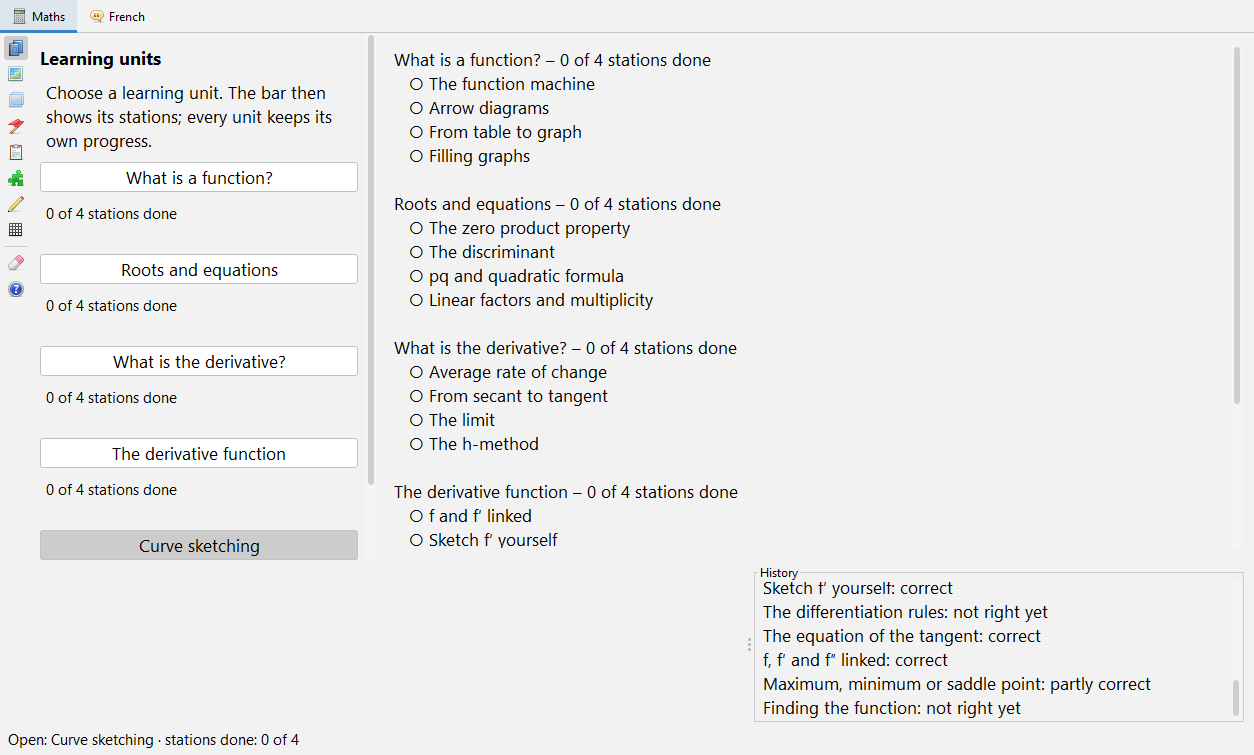 Maths
French
Learning units
Choose a learning unit. The bar then
shows its stations; every unit keeps its
own progress.
What is a function?
0 of 4 stations done
Roots and equations
0 of 4 stations done
What is the derivative?
0 of 4 stations done
The derivative function
0 of 4 stations done
Curve sketching
What is a function? – 0 of 4 stations done
○ The function machine
○ Arrow diagrams
○ From table to graph
○ Filling graphs
Roots and equations – 0 of 4 stations done
○ The zero product property
○ The discriminant
○ pq and quadratic formula
○ Linear factors and multiplicity
What is the derivative? – 0 of 4 stations done
○ Average rate of change
○ From secant to tangent
○ The limit
○ The h-method
The derivative function – 0 of 4 stations done
○ f and f′ linked
○ Sketch f′ yourself
History
Sketch f′ yourself: correct
The differentiation rules: not right yet
The equation of the tangent: correct
f, f′ and f″ linked: correct
Maximum, minimum or saddle point: partly correct
Finding the function: not right yet
Open: Curve sketching · stations done: 0 of 4